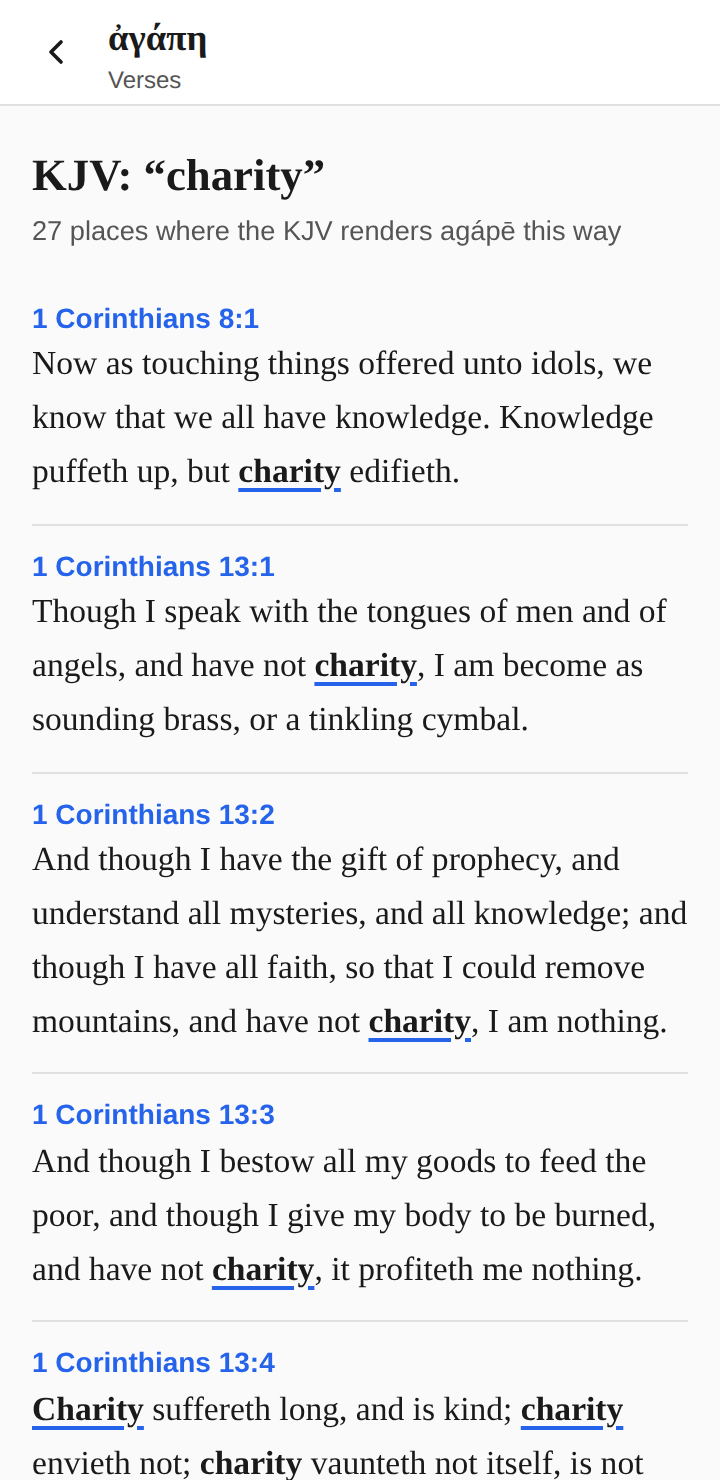 ἀγάπη
Verses
KJV: “charity”
27 places where the KJV renders agápē this way
1 Corinthians 8:1
Now as touching things offered unto idols, we
know that we all have knowledge. Knowledge
puffeth up, but charity edifieth.
1 Corinthians 13:1
Though I speak with the tongues of men and of
angels, and have not charity, I am become as
sounding brass, or a tinkling cymbal.
1 Corinthians 13:2
And though I have the gift of prophecy, and
understand all mysteries, and all knowledge; and
though I have all faith, so that I could remove
mountains, and have not charity, I am nothing.
1 Corinthians 13:3
And though I bestow all my goods to feed the
poor, and though I give my body to be burned,
and have not charity, it profiteth me nothing.
1 Corinthians 13:4
Charity suffereth long, and is kind; charity
envieth not; charity vaunteth not itself, is not